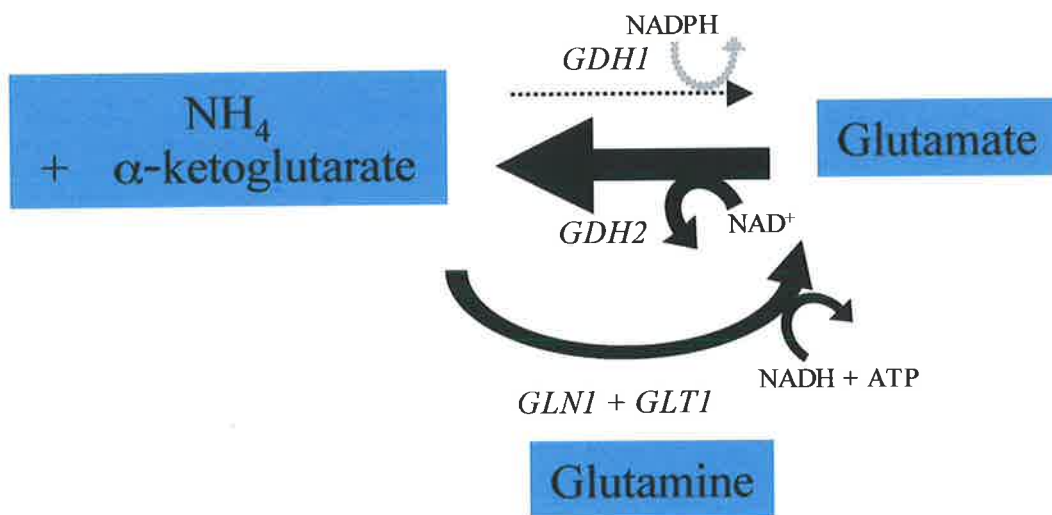 NADPH
GDH1
NH₄
+ α-ketoglutarate
Glutamate
GDH2
NAD⁺
NADH + ATP
GLN1 + GLT1
Glutamine